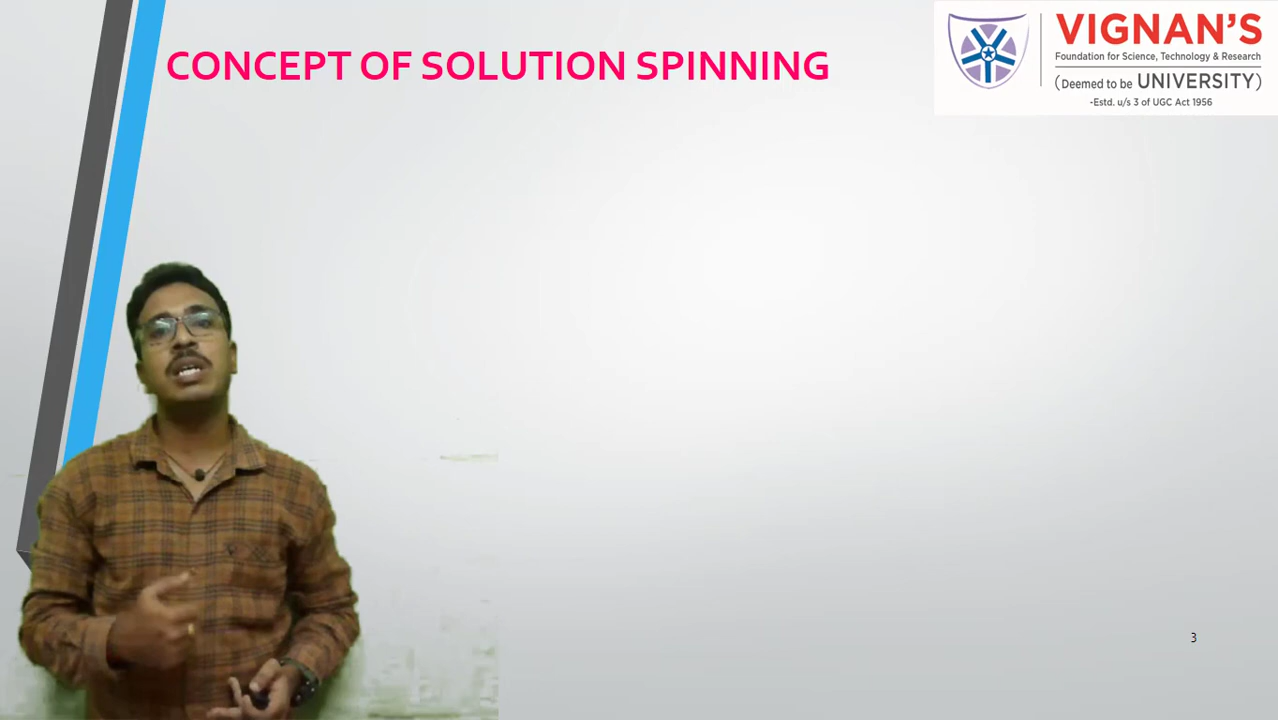 CONCEPT OF SOLUTION SPINNING
VIGNAN'S
Foundation for Science, Technology & Research
(Deemed to be UNIVERSITY)
-Estd. u/s 3 of UGC Act 1956
3